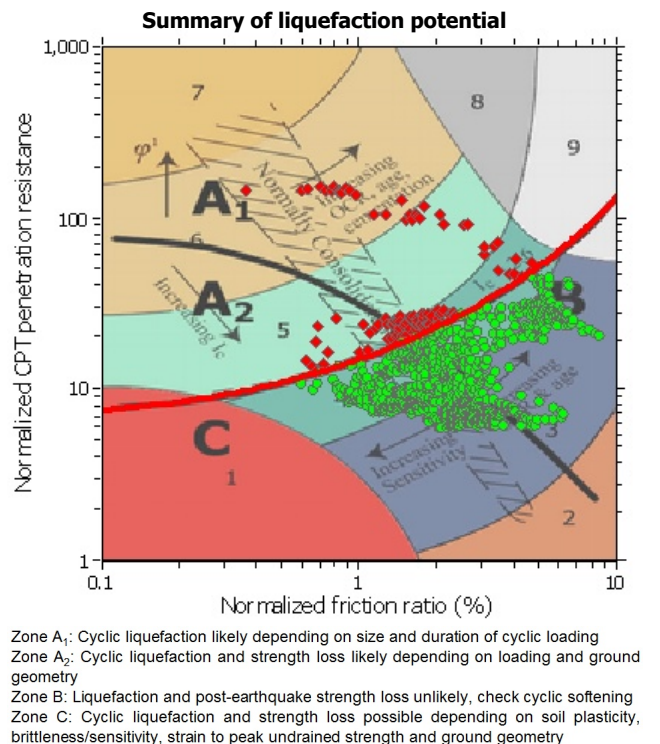 Summary of liquefaction potential
1,000
7
8
9
φ'
Increasing
OCR, age,
cementation
Normally Consolidated
A1
100
6
A2
Increasing Ic
5
Ic
B
10
C
1
Increasing
Sensitivity
3
2
1
0.1
1
10
Normalized CPT penetration resistance
Normalized friction ratio (%)
Zone A1: Cyclic liquefaction likely depending on size and duration of cyclic loading
Zone A2: Cyclic liquefaction and strength loss likely depending on loading and ground
geometry
Zone B: Liquefaction and post-earthquake strength loss unlikely, check cyclic softening
Zone C: Cyclic liquefaction and strength loss possible depending on soil plasticity,
brittleness/sensitivity, strain to peak undrained strength and ground geometry